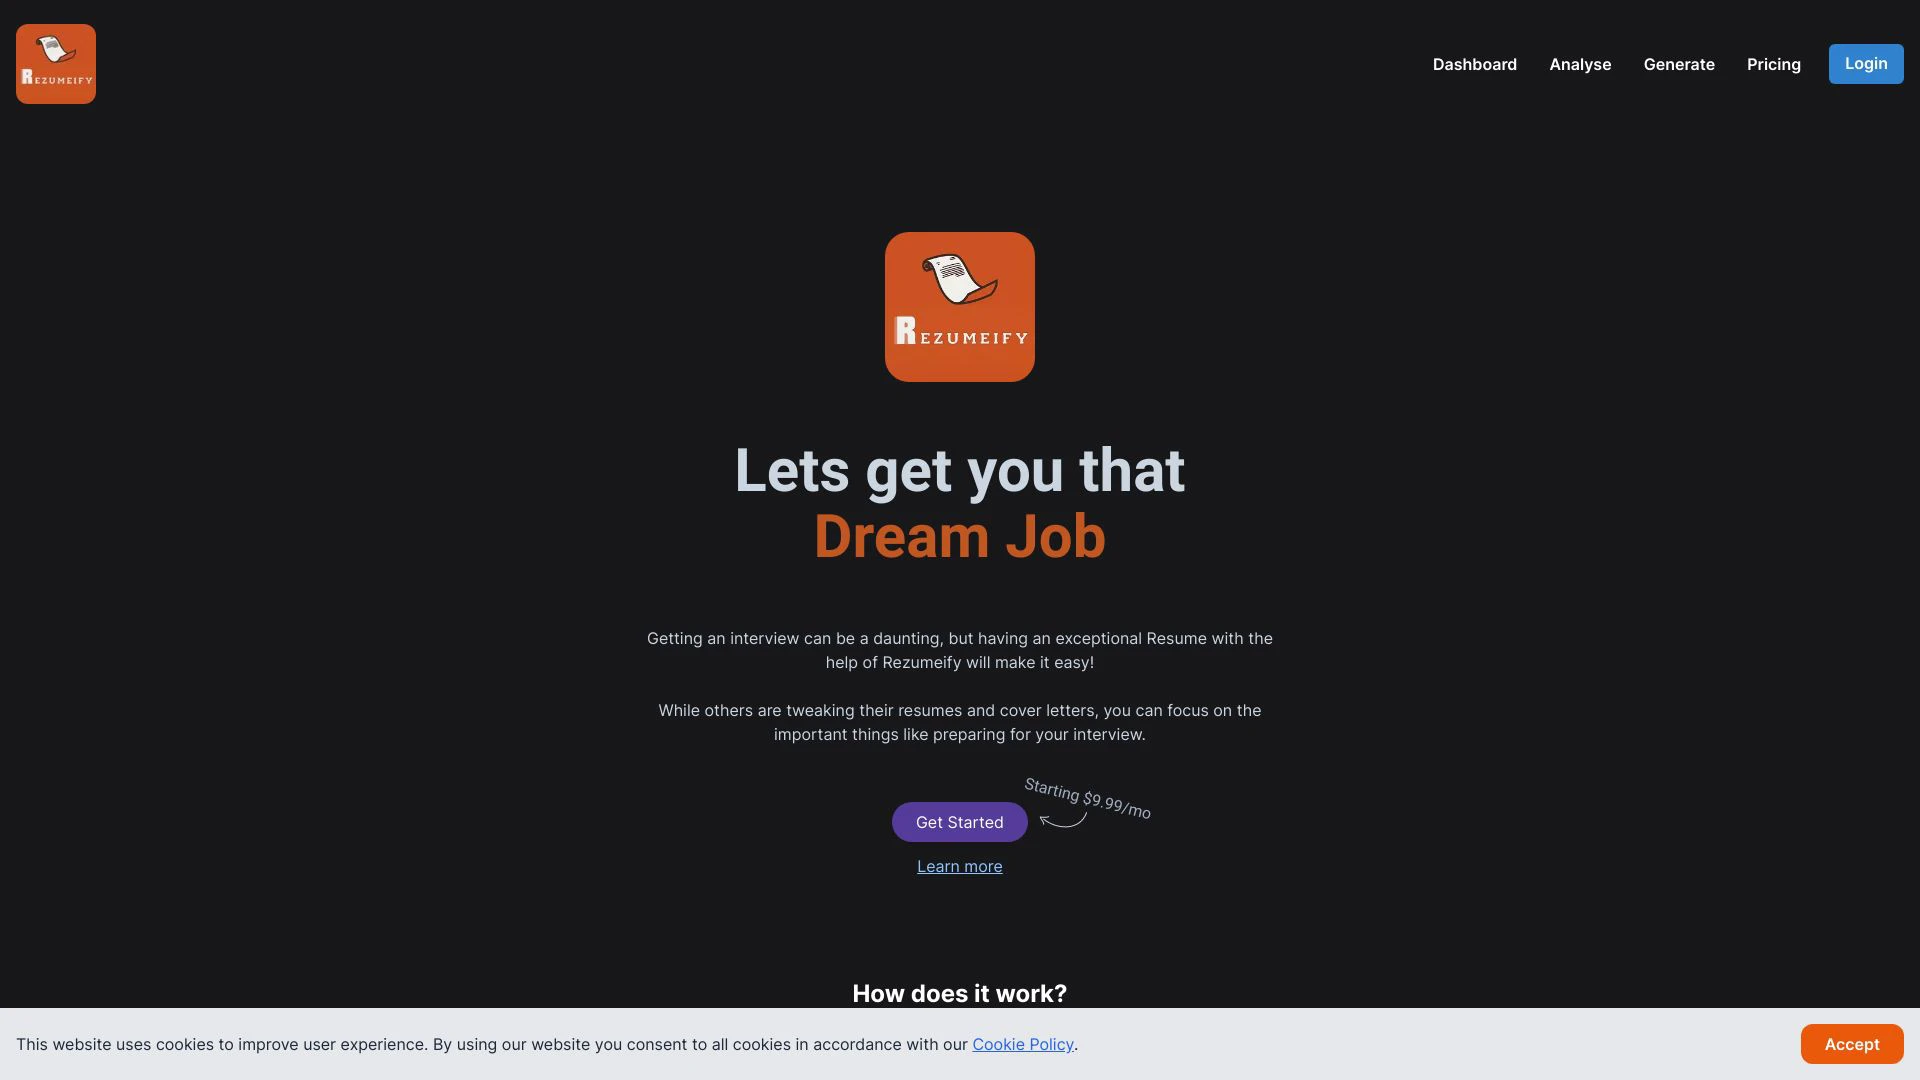 REZUMEIFY
Dashboard
Analyse
Generate
Pricing
Login
REZUMEIFY
Lets get you that
Dream Job
Getting an interview can be a daunting, but having an exceptional Resume with the
help of Rezumeify will make it easy!
While others are tweaking their resumes and cover letters, you can focus on the
important things like preparing for your interview.
Starting $9.99/mo
Get Started
Learn more
How does it work?
This website uses cookies to improve user experience. By using our website you consent to all cookies in accordance with our Cookie Policy.
Accept